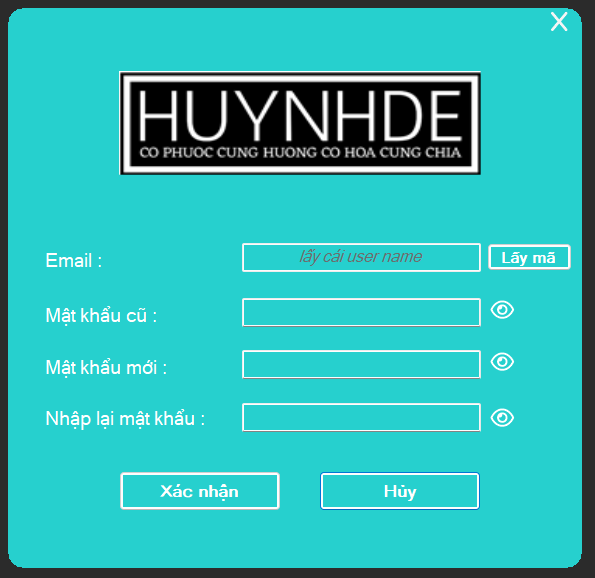 X
HUYNHDE
CO PHUOC CUNG HUONG CO HOA CUNG CHIA
Email : lấy cái user name Lấy mã
Mật khẩu cũ :
Mật khẩu mới :
Nhập lại mật khẩu :
Xác nhận Hủy